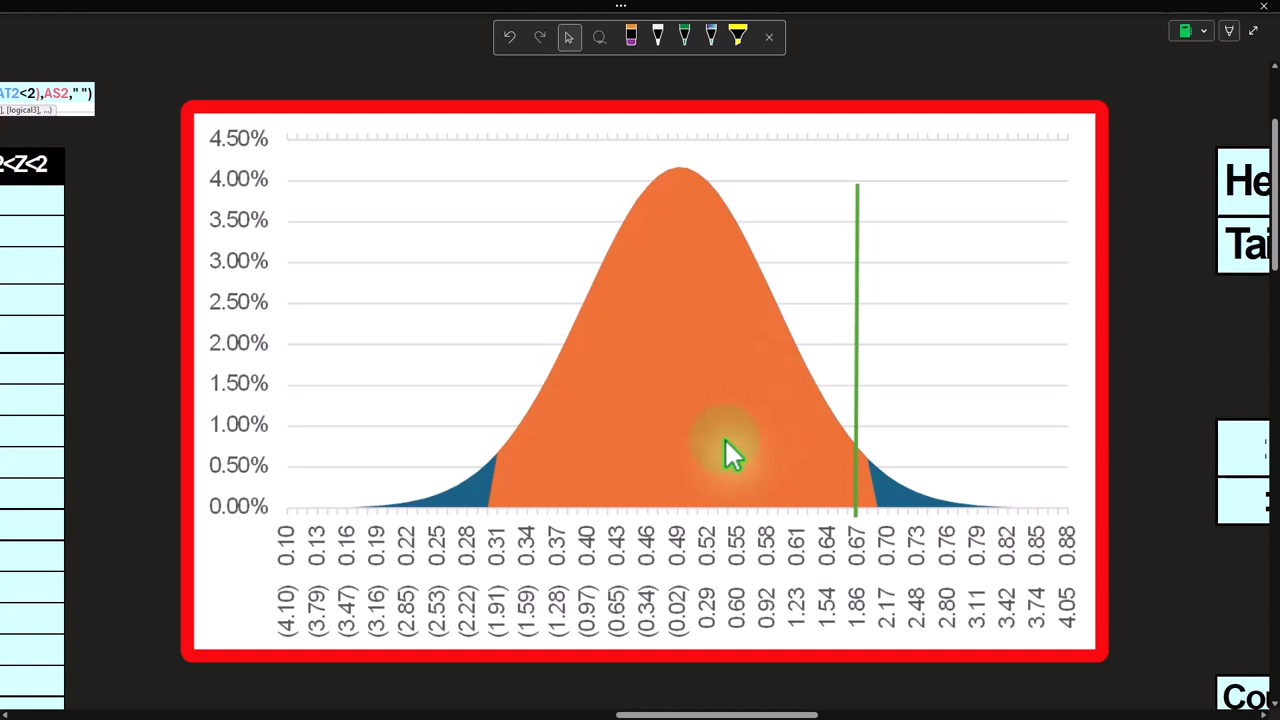 AT2<2),AS2," ")
], [logical3], ...)
2<Z<2
4.50%
4.00%
3.50%
3.00%
2.50%
2.00%
1.50%
1.00%
0.50%
0.00%
0.10 0.13 0.16 0.19 0.22 0.25 0.28 0.31 0.34 0.37 0.40 0.43 0.46 0.49 0.52 0.55 0.58 0.61 0.64 0.67 0.70 0.73 0.76 0.79 0.82 0.85 0.88
(4.10) (3.79) (3.47) (3.16) (2.85) (2.53) (2.22) (1.91) (1.59) (1.28) (0.97) (0.65) (0.34) (0.02) 0.29 0.60 0.92 1.23 1.54 1.86 2.17 2.48 2.80 3.11 3.42 3.74 4.05
He
Tai
Cou